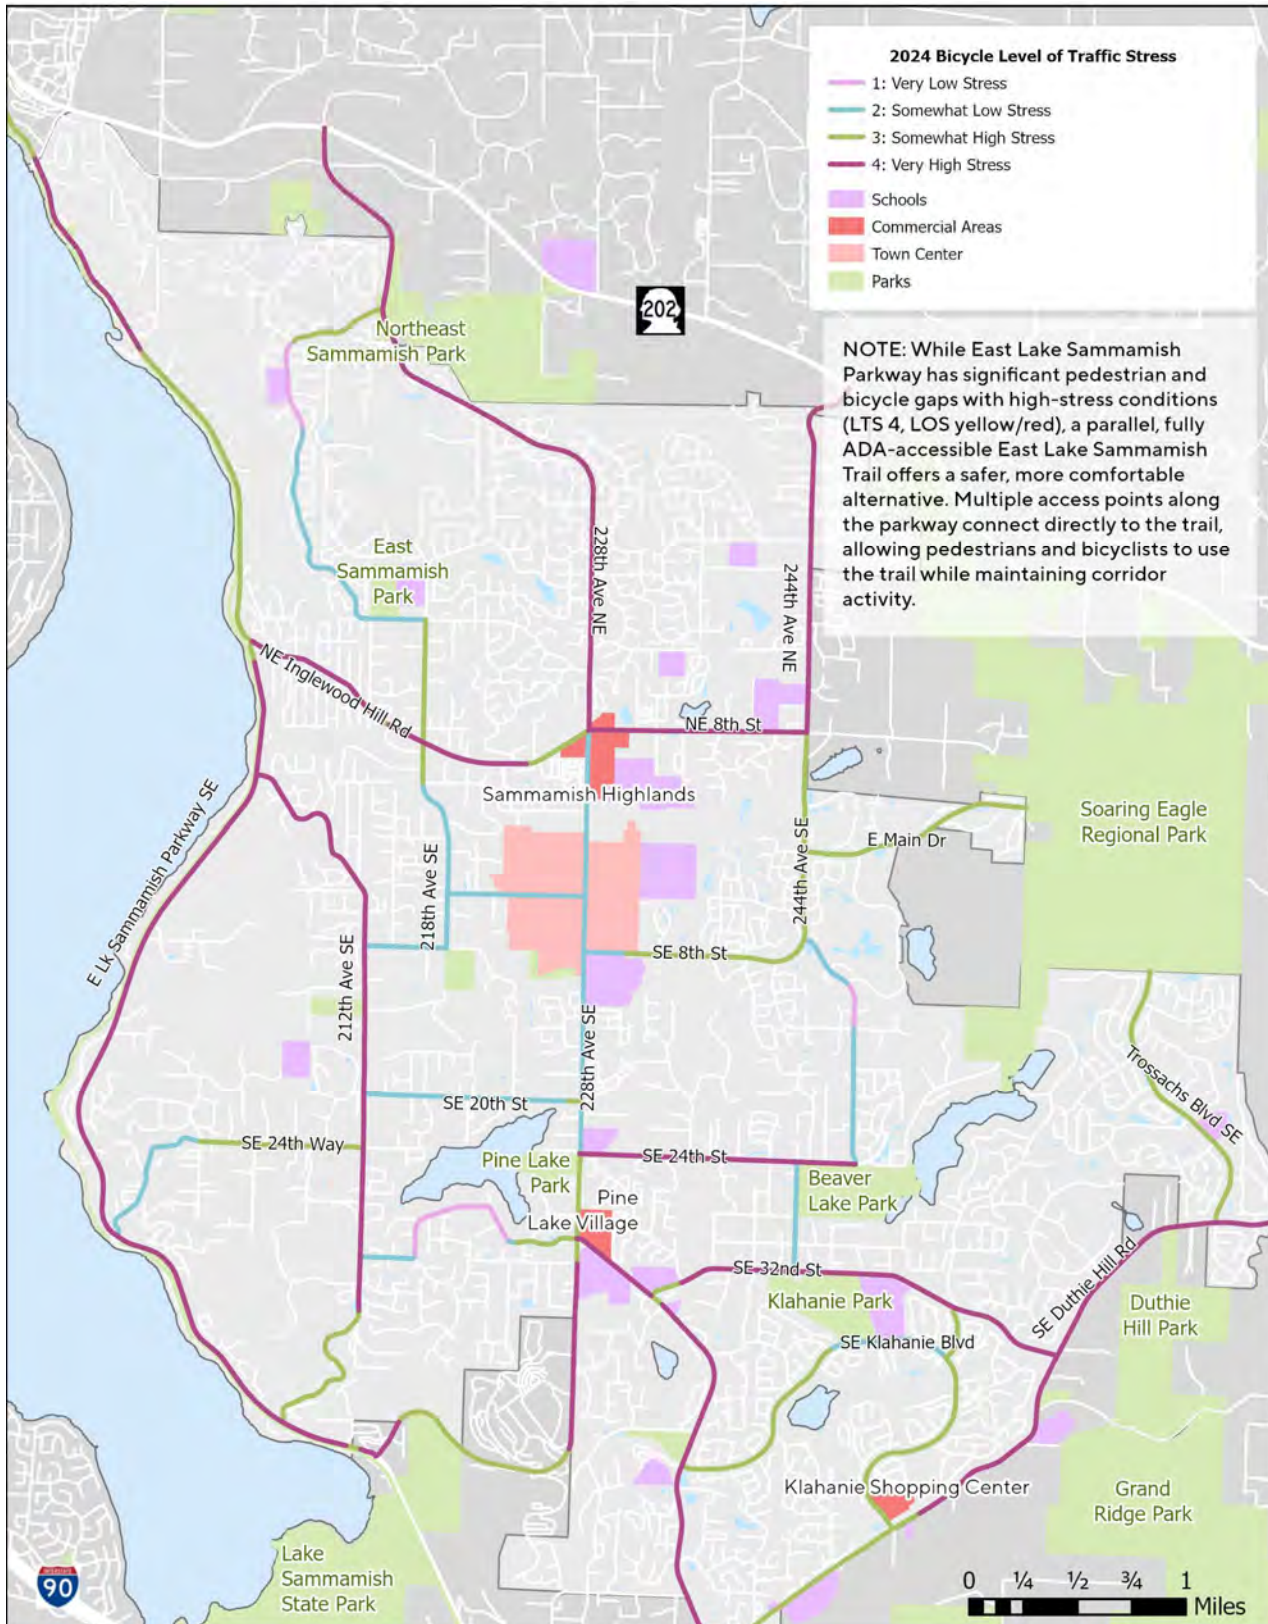 2024 Bicycle Level of Traffic Stress
1: Very Low Stress
2: Somewhat Low Stress
3: Somewhat High Stress
4: Very High Stress
Schools
Commercial Areas
Town Center
Parks
NOTE: While East Lake Sammamish
Parkway has significant pedestrian and
bicycle gaps with high-stress conditions
(LTS 4, LOS yellow/red), a parallel, fully
ADA-accessible East Lake Sammamish
Trail offers a safer, more comfortable
alternative. Multiple access points along
the parkway connect directly to the trail,
allowing pedestrians and bicyclists to use
the trail while maintaining corridor
activity.
202
Northeast
Sammamish Park
East
Sammamish
Park
228th Ave NE
244th Ave NE
NE Inglewood Hill Rd
NE 8th St
Sammamish Highlands
Soaring Eagle
Regional Park
E Main Dr
E Lk Sammamish Parkway SE
218th Ave SE
244th Ave SE
SE 8th St
212th Ave SE
228th Ave SE
Trossachs Blvd SE
SE 20th St
SE 24th Way
SE 24th St
Pine Lake
Park
Beaver
Lake Park
Pine
Lake Village
SE 32nd St
SE Duthie Hill Rd
Klahanie Park
Duthie
Hill Park
SE Klahanie Blvd
Klahanie Shopping Center
Grand
Ridge Park
Lake
Sammamish
State Park
INTERSTATE
90
0 ¼ ½ ¾ 1
Miles